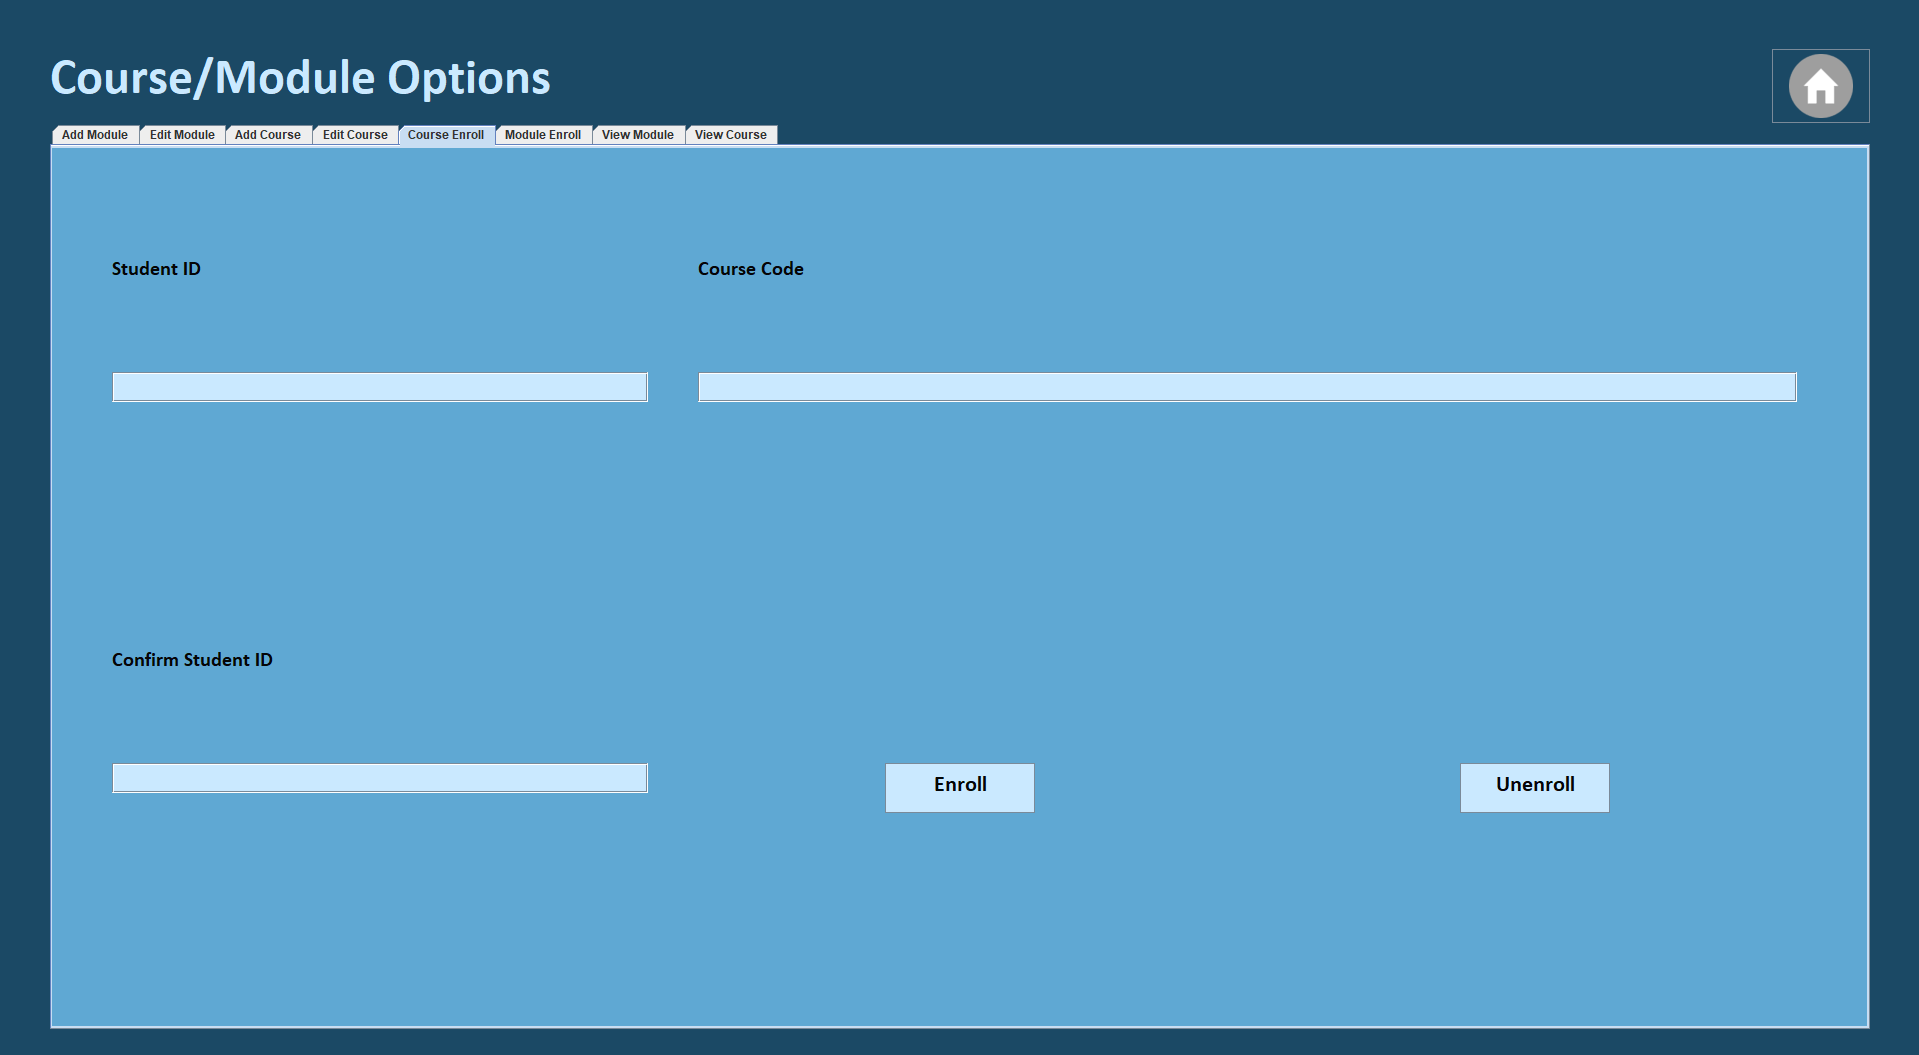 Course/Module Options
Add Module Edit Module Add Course Edit Course Course Enroll Module Enroll View Module View Course
Student ID Course Code
Confirm Student ID
Enroll Unenroll